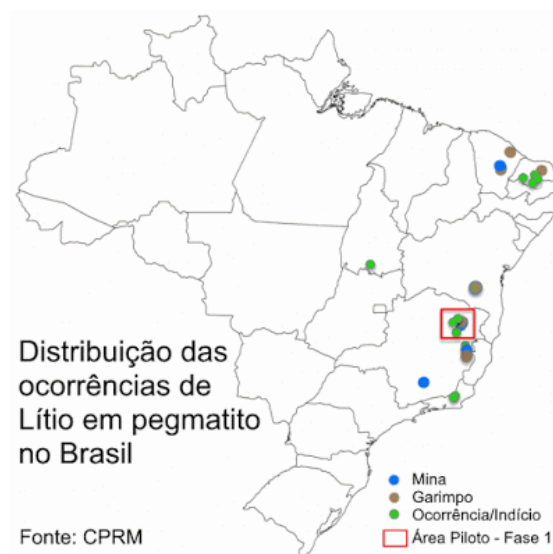 Distribuição das
ocorrências de
Lítio em pegmatito
no Brasil
Fonte: CPRM
Mina
Garimpo
Ocorrência/Indício
Área Piloto - Fase 1